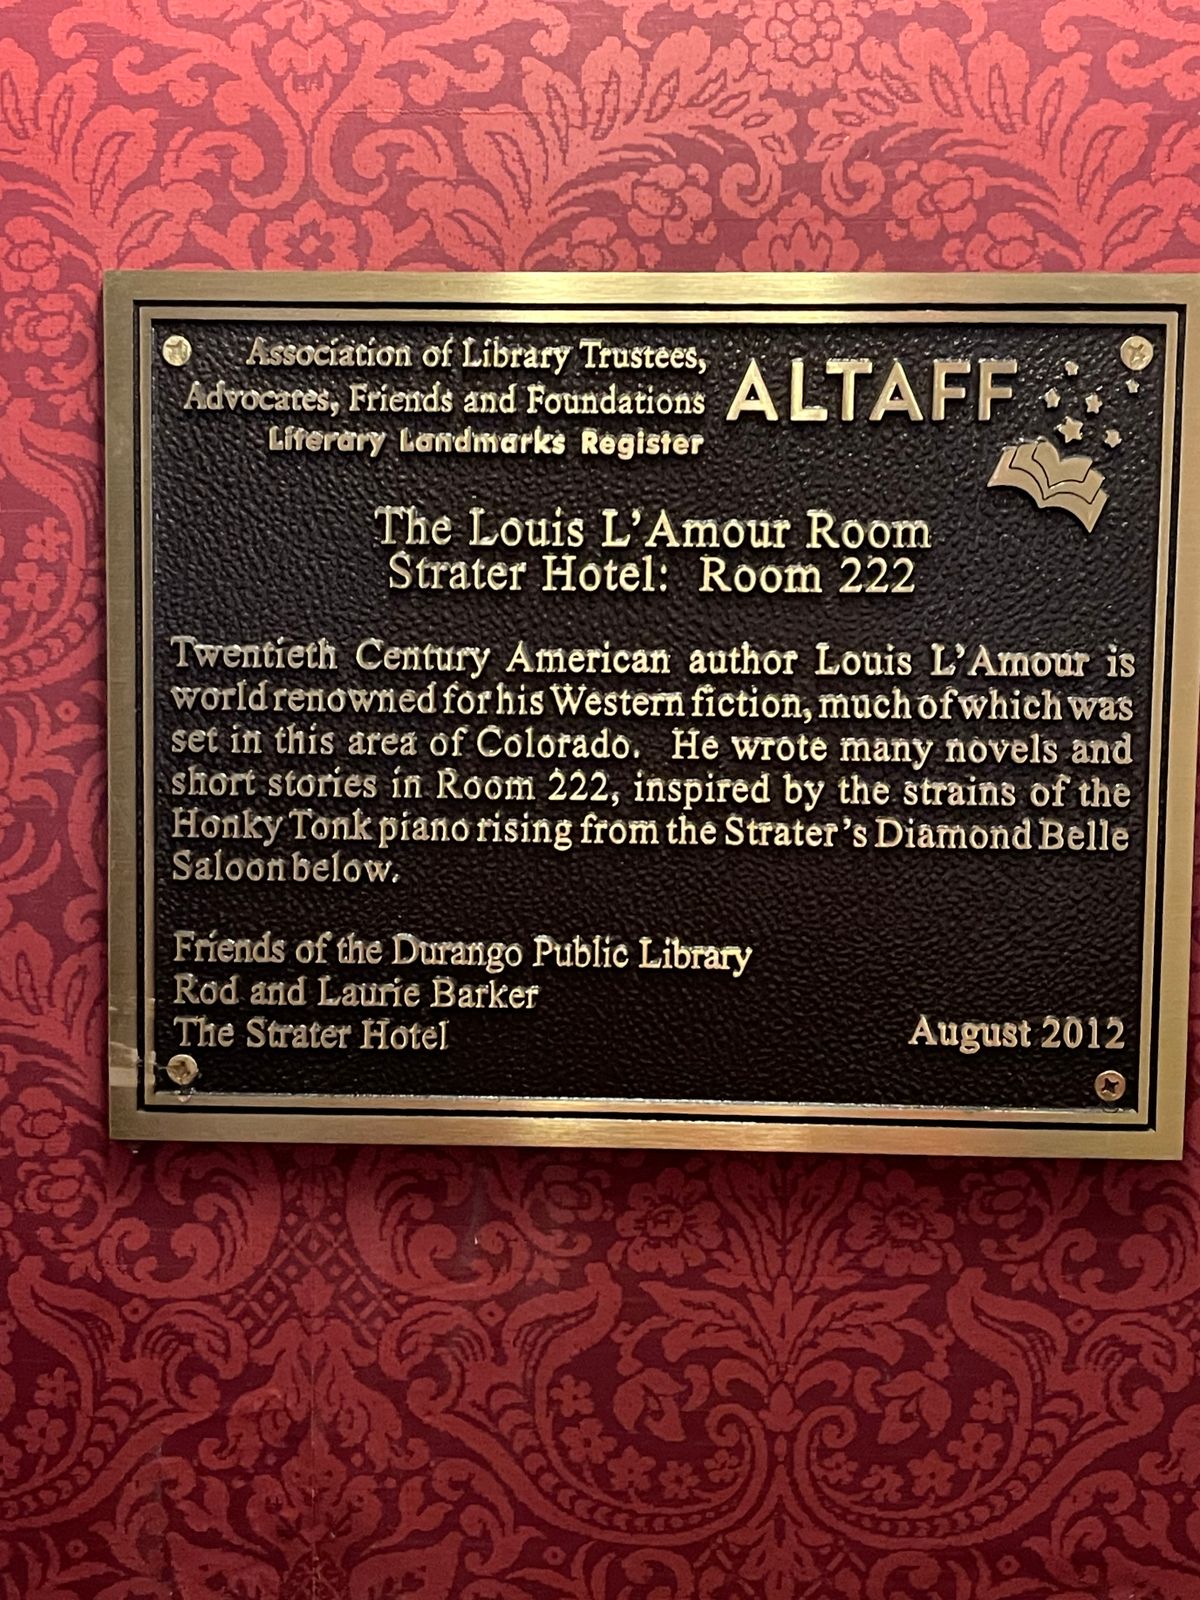 Association of Library Trustees,
Advocates, Friends and Foundations
Literary Landmarks Register
ALTAFF
The Louis L'Amour Room
Strater Hotel: Room 222
Twentieth Century American author Louis L'Amour is
world renowned for his Western fiction, much of which was
set in this area of Colorado. He wrote many novels and
short stories in Room 222, inspired by the strains of the
Honky Tonk piano rising from the Strater's Diamond Belle
Saloon below.
Friends of the Durango Public Library
Rod and Laurie Barker
The Strater Hotel
August 2012